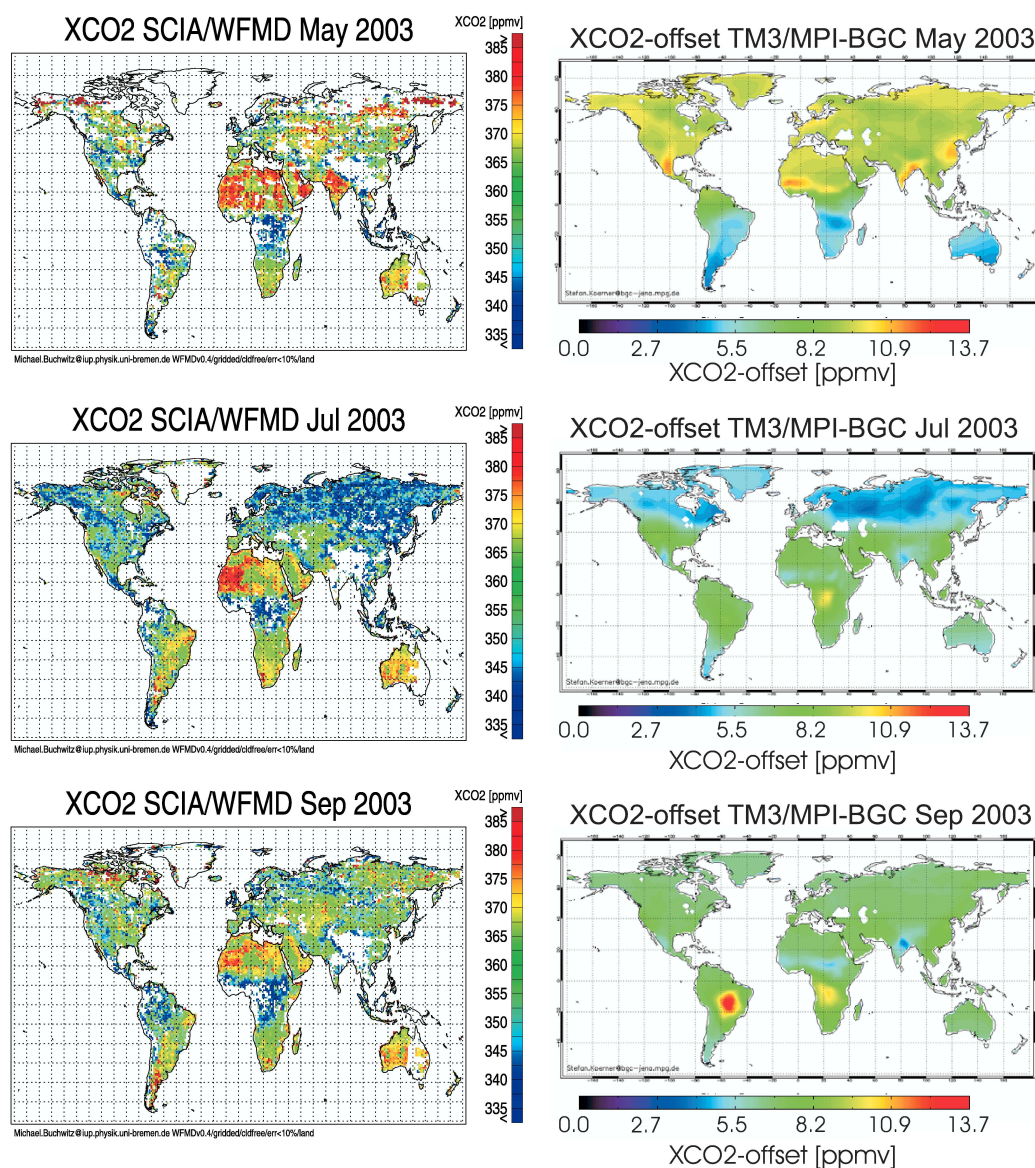 XCO2 SCIA/WFMD May 2003
XCO2 [ppmv]
>
385
380
375
370
365
360
355
350
345
340
335
<
Michael.Buchwitz@iup.physik.uni-bremen.de WFMDv0.4/gridded/cldfree/err<10%/land
XCO2-offset TM3/MPI-BGC May 2003
Stefan.Koerner@bgc-jena.mpg.de
0.0 2.7 5.5 8.2 10.9 13.7
XCO2-offset [ppmv]
XCO2 SCIA/WFMD Jul 2003
XCO2 [ppmv]
>
385
380
375
370
365
360
355
350
345
340
335
<
Michael.Buchwitz@iup.physik.uni-bremen.de WFMDv0.4/gridded/cldfree/err<10%/land
XCO2-offset TM3/MPI-BGC Jul 2003
Stefan.Koerner@bgc-jena.mpg.de
0.0 2.7 5.5 8.2 10.9 13.7
XCO2-offset [ppmv]
XCO2 SCIA/WFMD Sep 2003
XCO2 [ppmv]
>
385
380
375
370
365
360
355
350
345
340
335
<
Michael.Buchwitz@iup.physik.uni-bremen.de WFMDv0.4/gridded/cldfree/err<10%/land
XCO2-offset TM3/MPI-BGC Sep 2003
Stefan.Koerner@bgc-jena.mpg.de
0.0 2.7 5.5 8.2 10.9 13.7
XCO2-offset [ppmv]